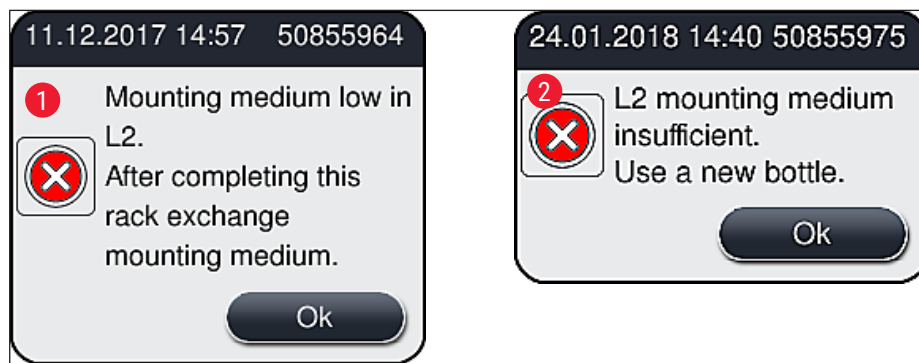 11.12.2017 14:57 50855964
1
Mounting medium low in
L2.
After completing this
rack exchange
mounting medium.
Ok
24.01.2018 14:40 50855975
2
L2 mounting medium
insufficient.
Use a new bottle.
Ok